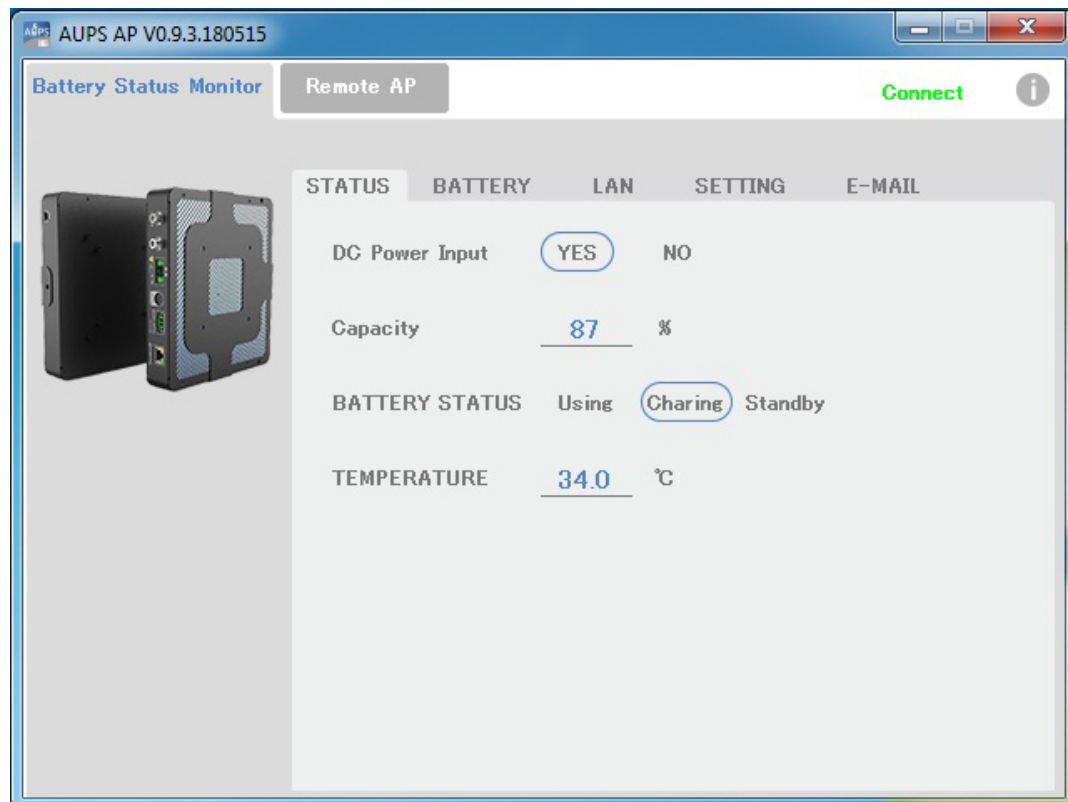 AUPS AP V0.9.3.180515
Battery Status Monitor Remote AP Connect
STATUS BATTERY LAN SETTING E-MAIL
DC Power Input YES NO
Capacity 87 %
BATTERY STATUS Using Charing Standby
TEMPERATURE 34.0 ℃